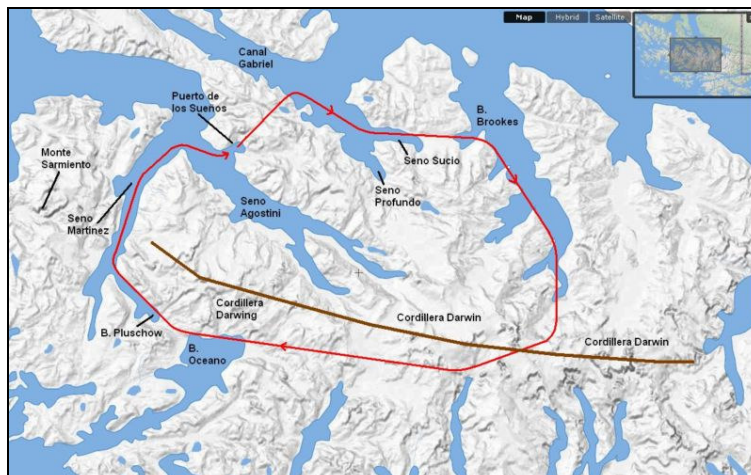 Map Hybrid Satellite
Canal
Gabriel
Puerto de
los Sueños
B.
Brookes
Monte
Sarmiento
Seno Sucio
Seno
Profundo
Seno
Martinez
Seno
Agostini
Cordillera
Darwing
Cordillera Darwin
Cordillera Darwin
B. Pluschow
B.
Oceano